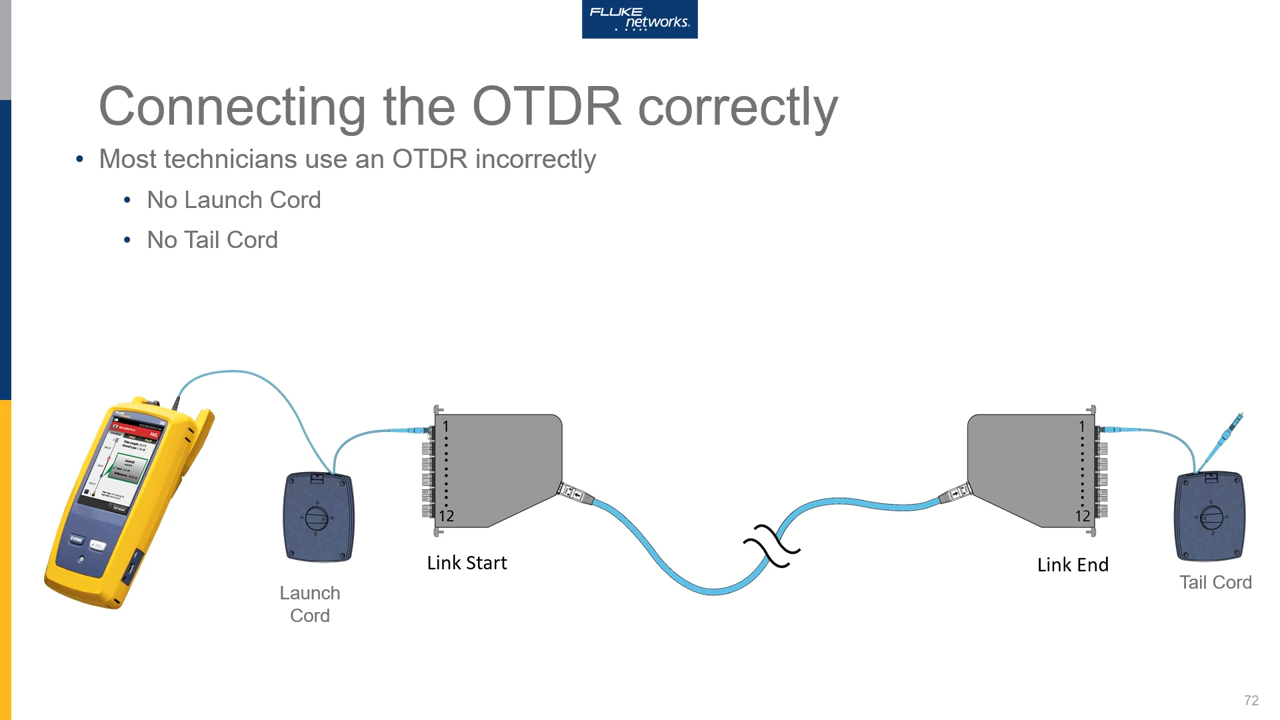 FLUKE
networks.
Connecting the OTDR correctly
• Most technicians use an OTDR incorrectly
• No Launch Cord
• No Tail Cord
1
12
Link Start
Launch
Cord
1
12
Link End
Tail Cord
72